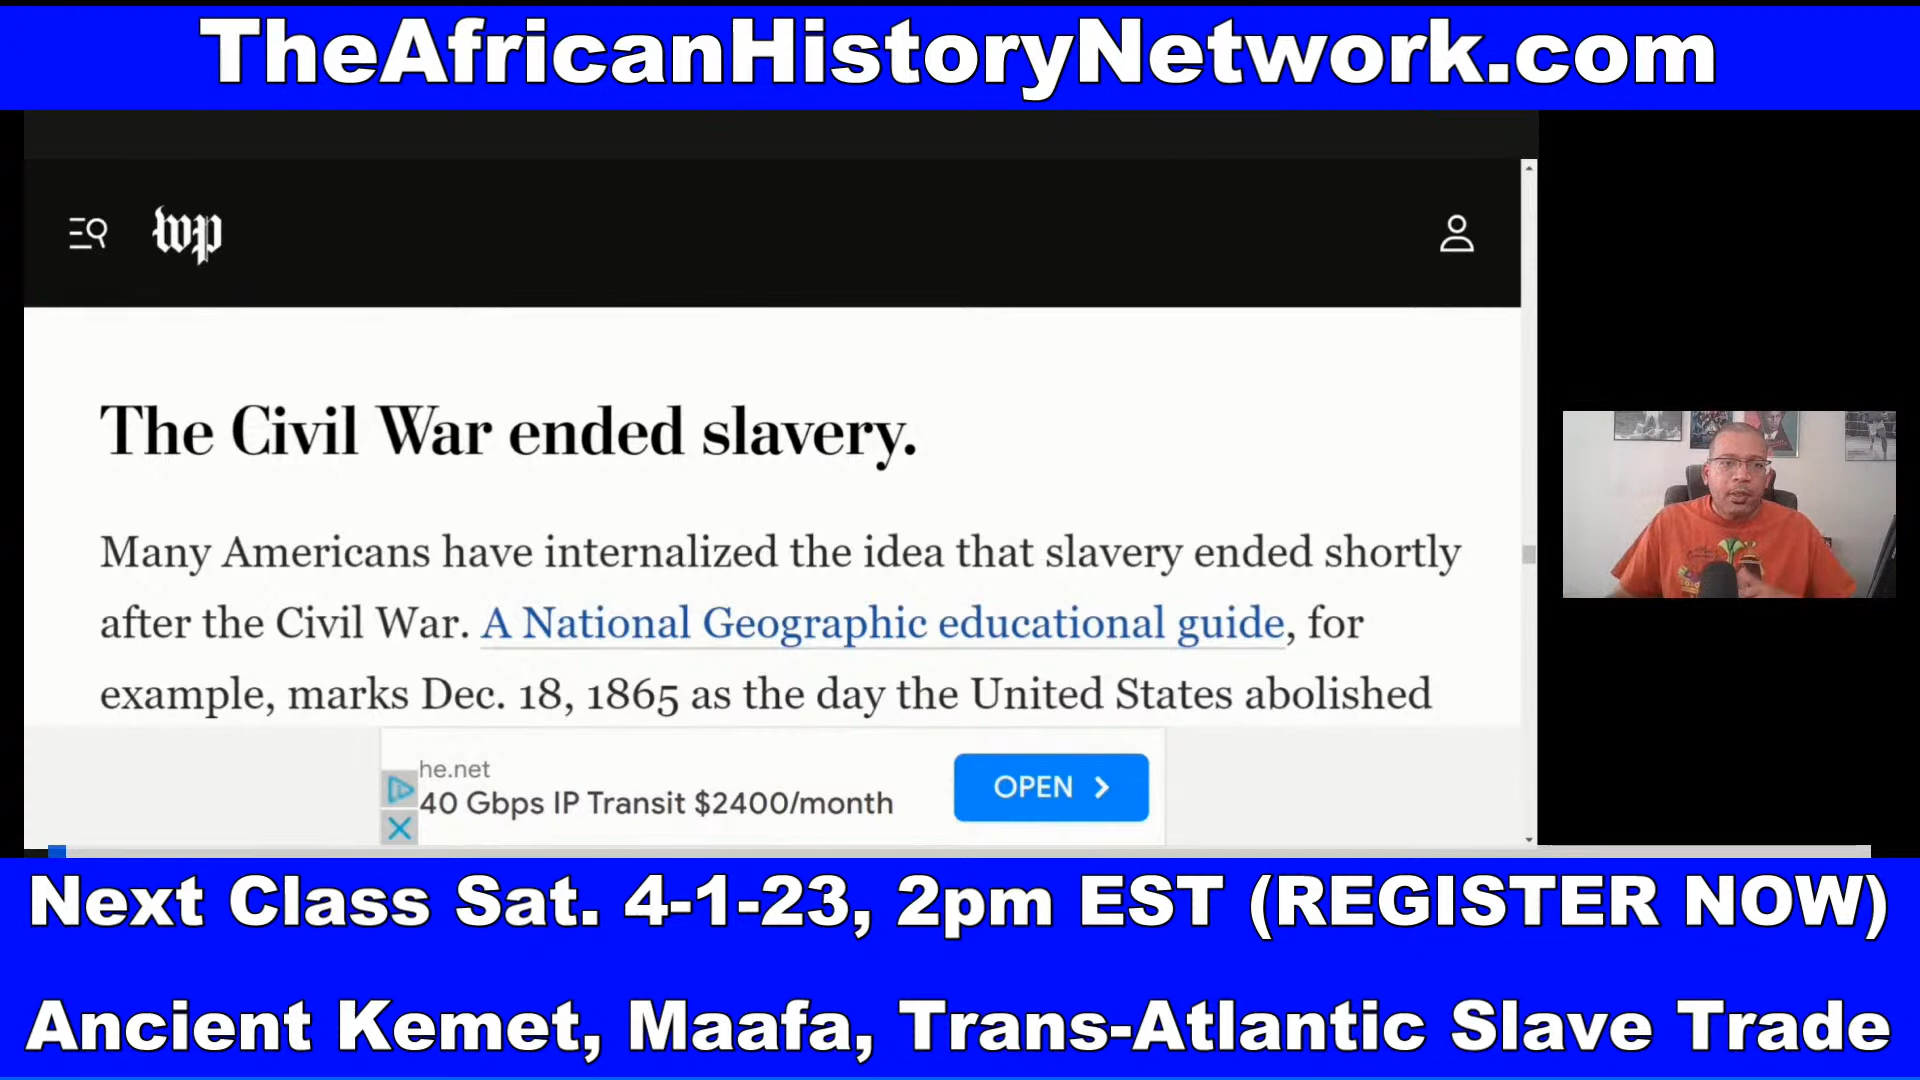 TheAfricanHistoryNetwork.com
wp
The Civil War ended slavery.
Many Americans have internalized the idea that slavery ended shortly
after the Civil War. A National Geographic educational guide, for
example, marks Dec. 18, 1865 as the day the United States abolished
he.net
40 Gbps IP Transit $2400/month
OPEN
Next Class Sat. 4-1-23, 2pm EST (REGISTER NOW)
Ancient Kemet, Maafa, Trans-Atlantic Slave Trade